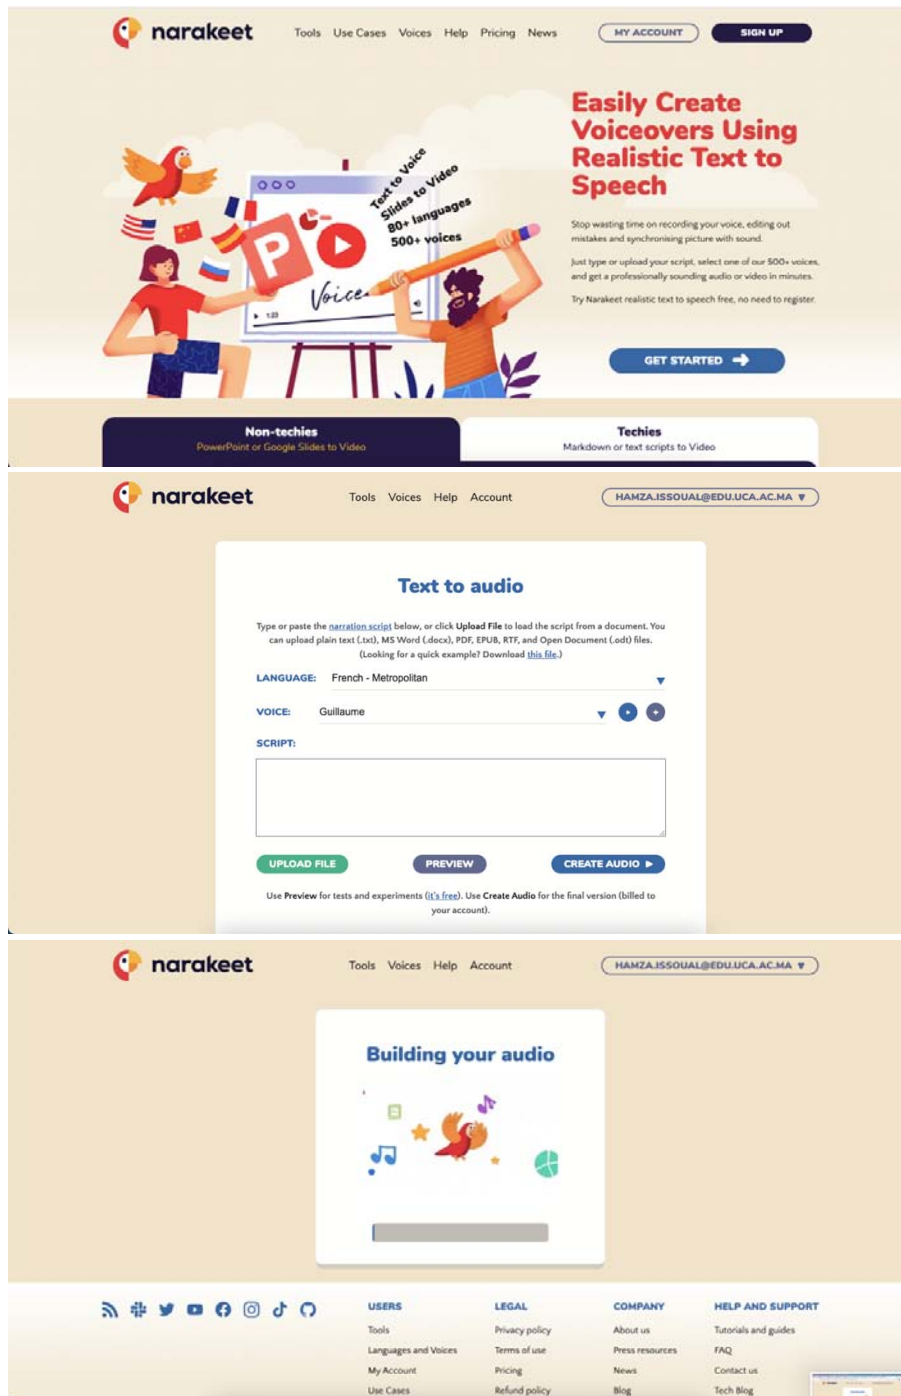 narakeet
Tools Use Cases Voices Help Pricing News
MY ACCOUNT
SIGN UP
Easily Create
Voiceovers Using
Realistic Text to
Speech
Text to Voice
Slides to Video
80+ languages
500+ voices
P
Voice
1:23
Stop wasting time on recording your voice, editing out
mistakes and synchronising picture with sound.
Just type or upload your script, select one of our 500+ voices,
and get a professionally sounding audio or video in minutes.
Try Narakeet realistic text to speech free, no need to register.
GET STARTED
Non-techies
PowerPoint or Google Slides to Video
Techies
Markdown or text scripts to Video
narakeet
Tools Voices Help Account
HAMZA.ISSOUAL@EDU.UCA.AC.MA
Text to audio
Type or paste the narration script below, or click Upload File to load the script from a document. You
can upload plain text (.txt), MS Word (.docx), PDF, EPUB, RTF, and Open Document (.odt) files.
(Looking for a quick example? Download this file.)
LANGUAGE: French - Metropolitan
VOICE: Guillaume
SCRIPT:
UPLOAD FILE
PREVIEW
CREATE AUDIO
Use Preview for tests and experiments (it's free). Use Create Audio for the final version (billed to
your account).
narakeet
Tools Voices Help Account
HAMZA.ISSOUAL@EDU.UCA.AC.MA
Building your audio
USERS
Tools
Languages and Voices
My Account
Use Cases
LEGAL
Privacy policy
Terms of use
Pricing
Refund policy
COMPANY
About us
Press resources
News
Blog
HELP AND SUPPORT
Tutorials and guides
FAQ
Contact us
Tech Blog